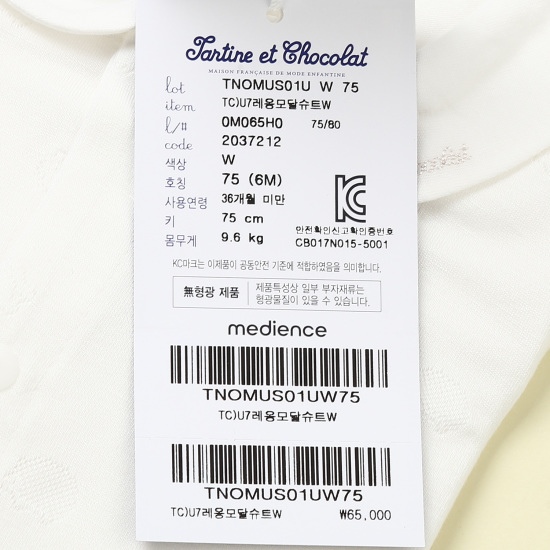 Tartine et Chocolat
MAISON FRANÇAISE DE MODE ENFANTINE
lot TNOMUS01U W 75
item TC)U7레용모달슈트W
l/# 0M065H0 75/80
code 2037212
색상 W
호칭 75 (6M)
사용연령 36개월 미만
키 75 cm
몸무게 9.6 kg
안전확인신고확인증번호
CB017N015-5001
KC마크는 이제품이 공동안전 기준에 적합하였음을 의미합니다.
無형광 제품
제품특성상 일부 부자재류는
형광물질이 있을 수 있습니다.
medience
TNOMUS01UW75
TC)U7레용모달슈트W
TNOMUS01UW75
TC)U7레용모달슈트W ₩65,000